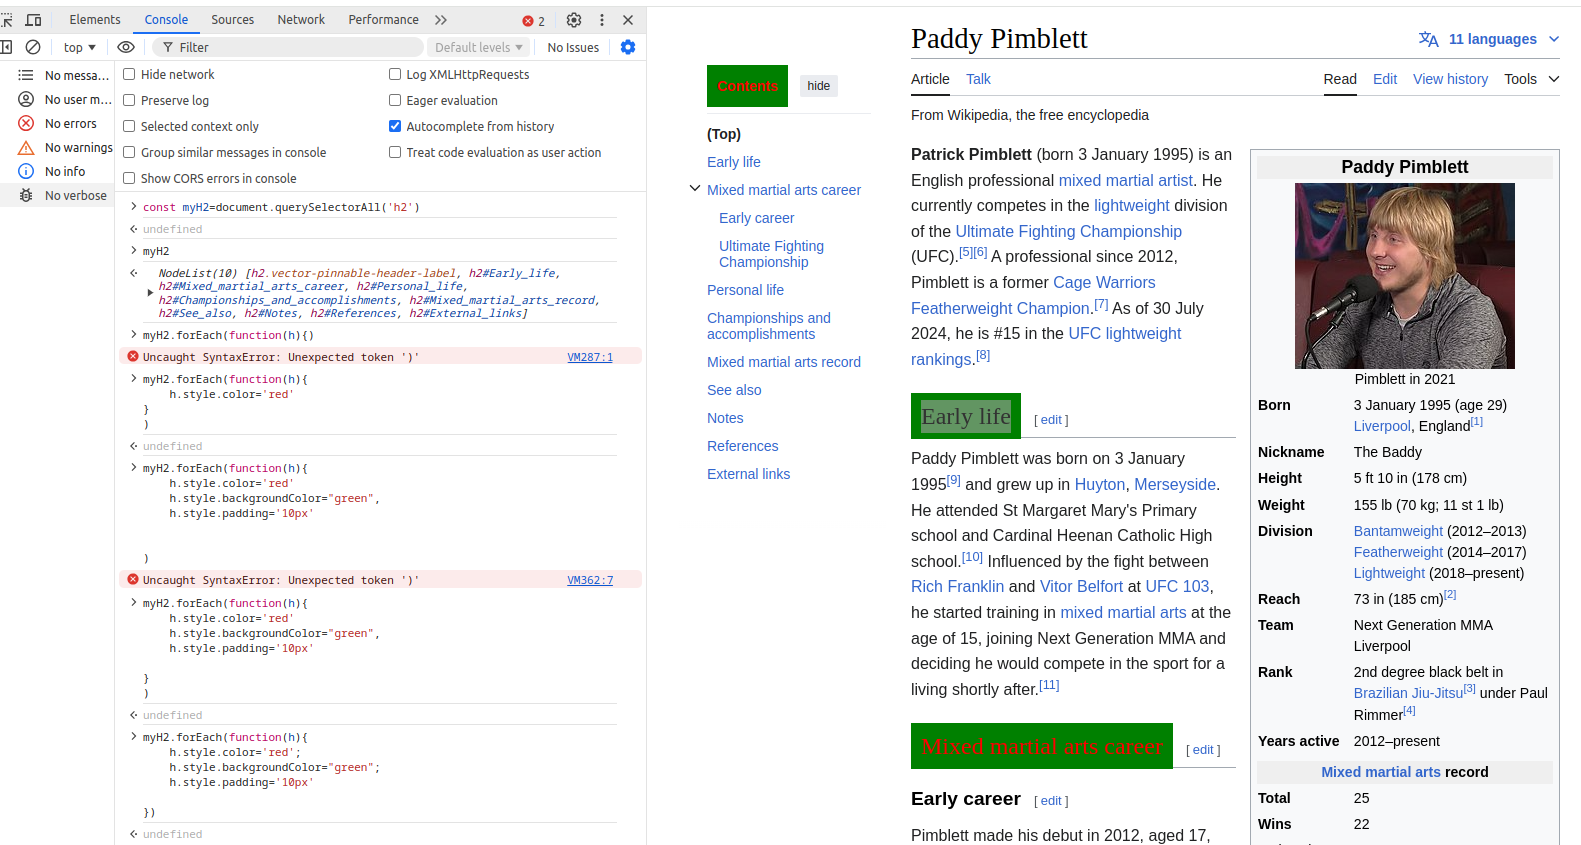 Elements Console Sources Network Performance 2
top Filter Default levels No Issues
No messa...
No user m...
No errors
No warnings
No info
No verbose
Hide network Log XMLHttpRequests
Preserve log Eager evaluation
Selected context only Autocomplete from history
Group similar messages in console Treat code evaluation as user action
Show CORS errors in console
const myH2=document.querySelectorAll('h2')
undefined
myH2
NodeList(10) [h2.vector-pinnable-header-label, h2#Early_life,
h2#Mixed_martial_arts_career, h2#Personal_life,
h2#Championships_and_accomplishments, h2#Mixed_martial_arts_record,
h2#See_also, h2#Notes, h2#References, h2#External_links]
myH2.forEach(function(h){)
Uncaught SyntaxError: Unexpected token ')' VM287:1
myH2.forEach(function(h){
h.style.color='red'
}
)
undefined
myH2.forEach(function(h){
h.style.color='red'
h.style.backgroundColor="green",
h.style.padding='10px'
)
Uncaught SyntaxError: Unexpected token ')' VM362:7
myH2.forEach(function(h){
h.style.color='red'
h.style.backgroundColor="green",
h.style.padding='10px'
}
)
undefined
myH2.forEach(function(h){
h.style.color='red';
h.style.backgroundColor="green";
h.style.padding='10px'
})
undefined
Contents hide
(Top)
Early life
Mixed martial arts career
Early career
Ultimate Fighting
Championship
Personal life
Championships and
accomplishments
Mixed martial arts record
See also
Notes
References
External links
Paddy Pimblett 11 languages
Article Talk Read Edit View history Tools
From Wikipedia, the free encyclopedia
Patrick Pimblett (born 3 January 1995) is an
English professional mixed martial artist. He
currently competes in the lightweight division
of the Ultimate Fighting Championship
(UFC).[5][6] A professional since 2012,
Pimblett is a former Cage Warriors
Featherweight Champion.[7] As of 30 July
2024, he is #15 in the UFC lightweight
rankings.[8]
Early life [ edit ]
Paddy Pimblett was born on 3 January
1995[9] and grew up in Huyton, Merseyside.
He attended St Margaret Mary's Primary
school and Cardinal Heenan Catholic High
school.[10] Influenced by the fight between
Rich Franklin and Vitor Belfort at UFC 103,
he started training in mixed martial arts at the
age of 15, joining Next Generation MMA and
deciding he would compete in the sport for a
living shortly after.[11]
Mixed martial arts career [ edit ]
Early career [ edit ]
Pimblett made his debut in 2012, aged 17,
Paddy Pimblett
Pimblett in 2021
Born 3 January 1995 (age 29)
Liverpool, England[1]
Nickname The Baddy
Height 5 ft 10 in (178 cm)
Weight 155 lb (70 kg; 11 st 1 lb)
Division Bantamweight (2012–2013)
Featherweight (2014–2017)
Lightweight (2018–present)
Reach 73 in (185 cm)[2]
Team Next Generation MMA
Liverpool
Rank 2nd degree black belt in
Brazilian Jiu-Jitsu[3] under Paul
Rimmer[4]
Years active 2012–present
Mixed martial arts record
Total 25
Wins 22